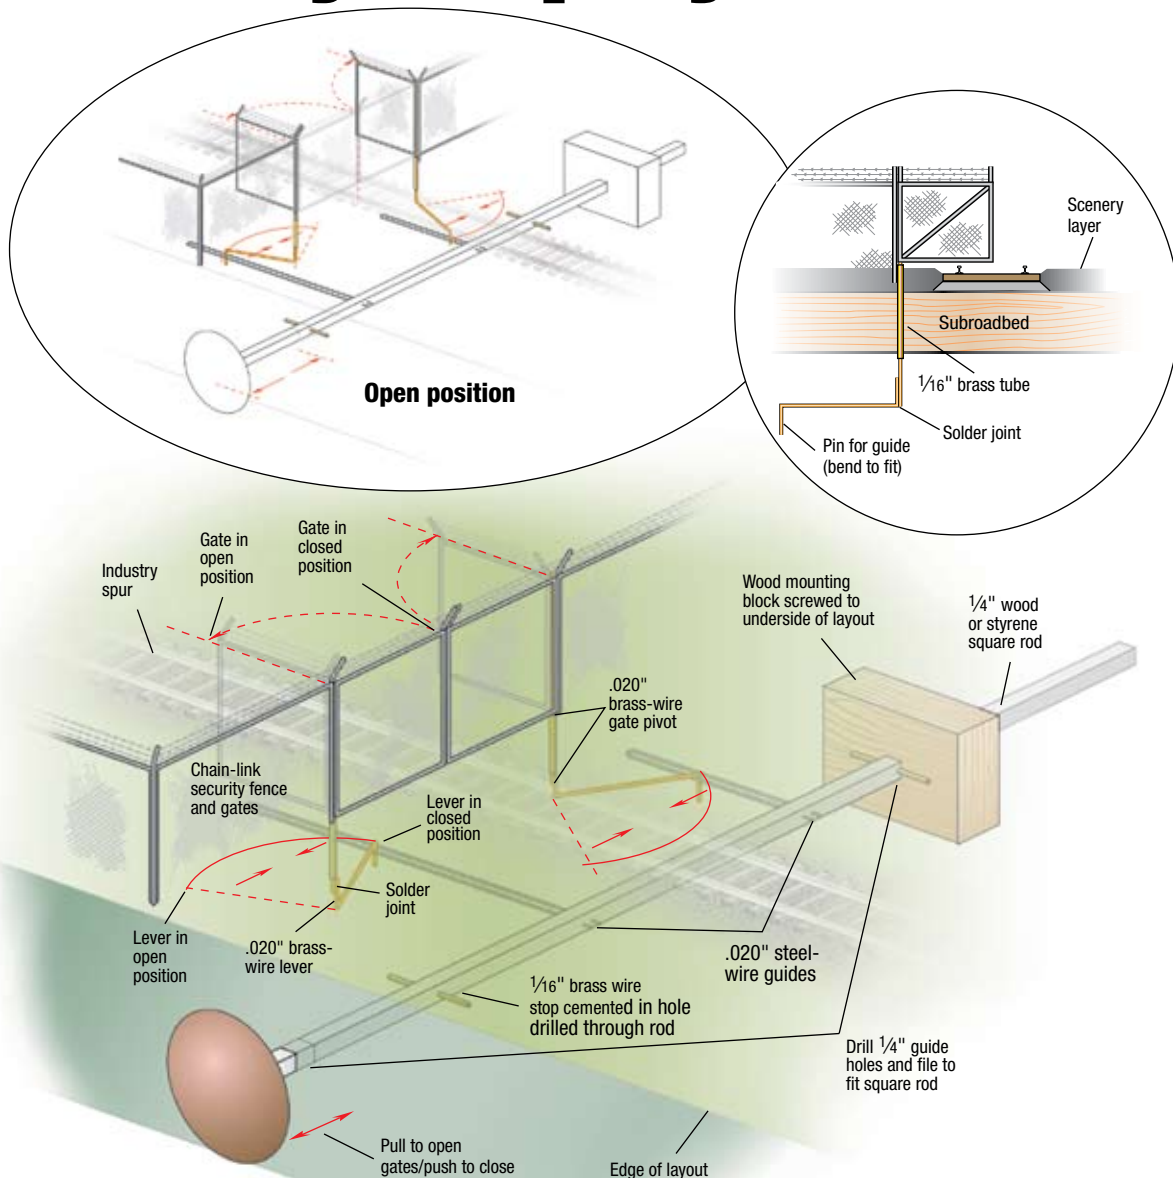 Open position
Scenery
layer
Subroadbed
1⁄16" brass tube
Solder joint
Pin for guide
(bend to fit)
Gate in
closed
position
Gate in
open
position
Industry
spur
Wood mounting
block screwed to
underside of layout
1⁄4" wood
or styrene
square rod
.020"
brass-wire
gate pivot
Chain-link
security fence
and gates
Lever in
closed
position
Solder
joint
Lever in
open
position
.020" brass-
wire lever
.020" steel-
wire guides
1⁄16" brass wire
stop cemented in hole
drilled through rod
Drill 1⁄4" guide
holes and file to
fit square rod
Pull to open
gates/push to close
Edge of layout